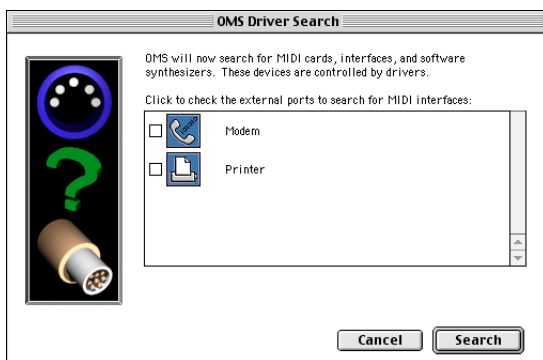 OMS Driver Search
OMS will now search for MIDI cards, interfaces, and software
synthesizers. These devices are controlled by drivers.
Click to check the external ports to search for MIDI interfaces:
Modem
Printer
Cancel
Search